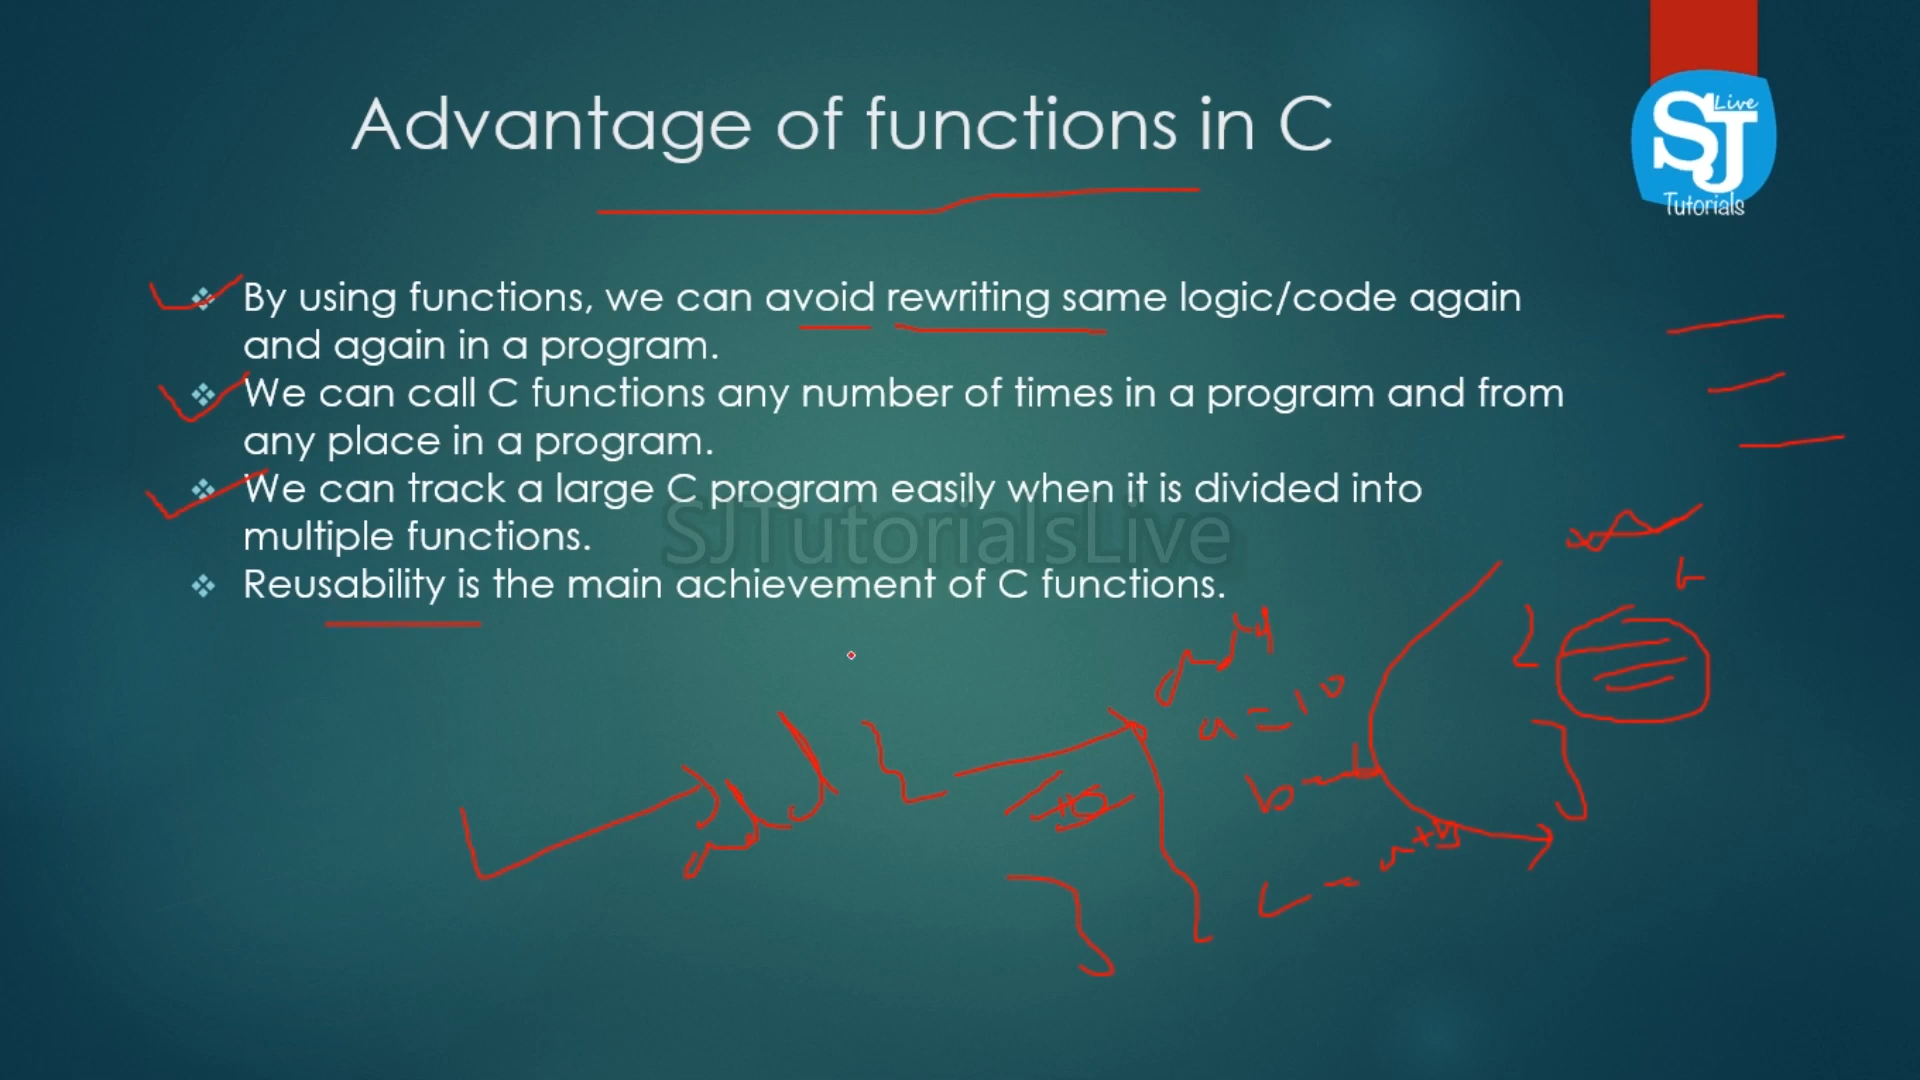 Advantage of functions in C
SJ Live
Tutorials
❖ By using functions, we can avoid rewriting same logic/code again
and again in a program.
❖ We can call C functions any number of times in a program and from
any place in a program.
❖ We can track a large C program easily when it is divided into
multiple functions.
SJTutorialsLive
❖ Reusability is the main achievement of C functions.
a = 10